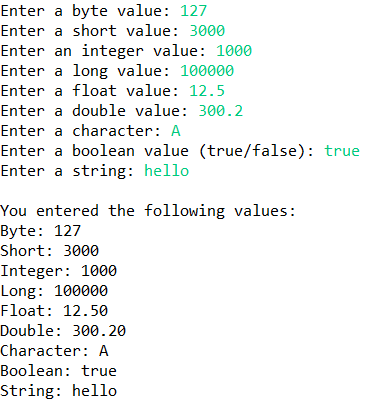 Enter a byte value: 127
Enter a short value: 3000
Enter an integer value: 1000
Enter a long value: 100000
Enter a float value: 12.5
Enter a double value: 300.2
Enter a character: A
Enter a boolean value (true/false): true
Enter a string: hello

You entered the following values:
Byte: 127
Short: 3000
Integer: 1000
Long: 100000
Float: 12.50
Double: 300.20
Character: A
Boolean: true
String: hello